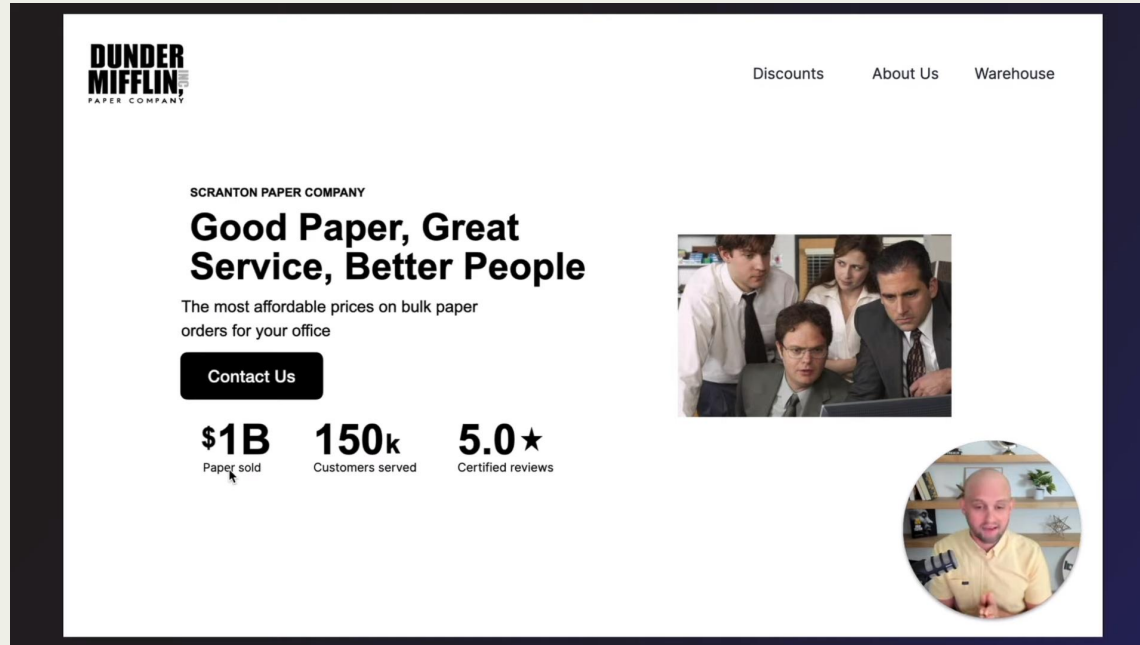 DUNDER
MIFFLIN, INC
PAPER COMPANY
Discounts About Us Warehouse
SCRANTON PAPER COMPANY
Good Paper, Great
Service, Better People
The most affordable prices on bulk paper
orders for your office
Contact Us
$1B 150k 5.0★
Paper sold Customers served Certified reviews